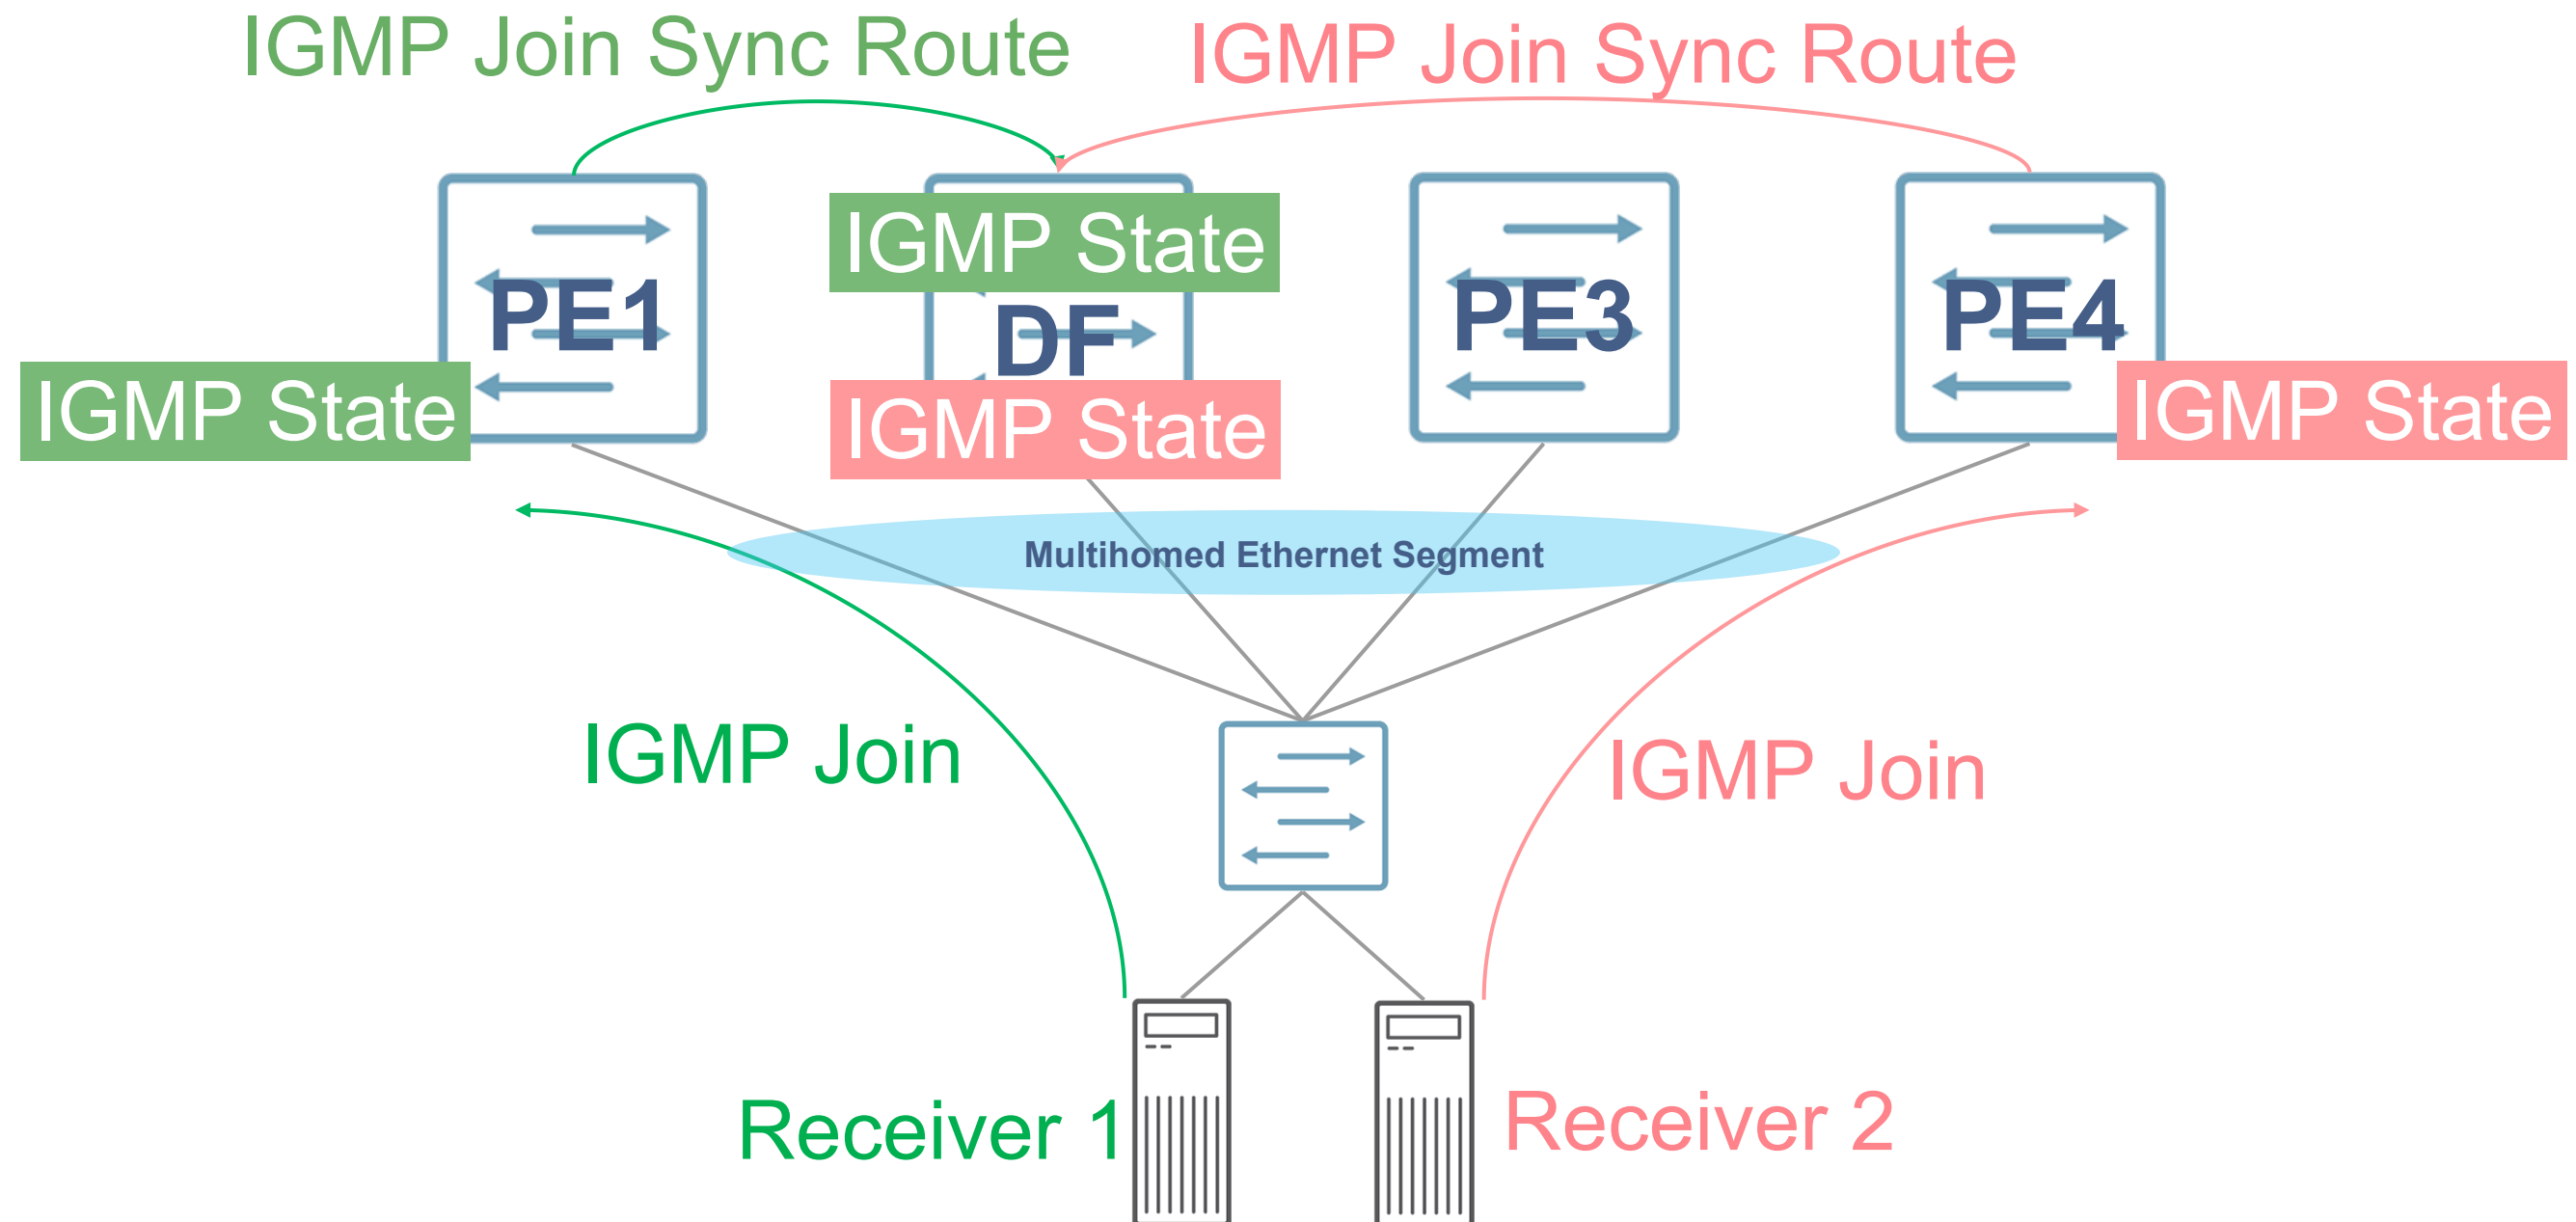 IGMP Join Sync Route
IGMP Join Sync Route
IGMP State
PE1
DF
PE3
PE4
IGMP State
IGMP State
IGMP State
Multihomed Ethernet Segment
IGMP Join
IGMP Join
Receiver 1
Receiver 2